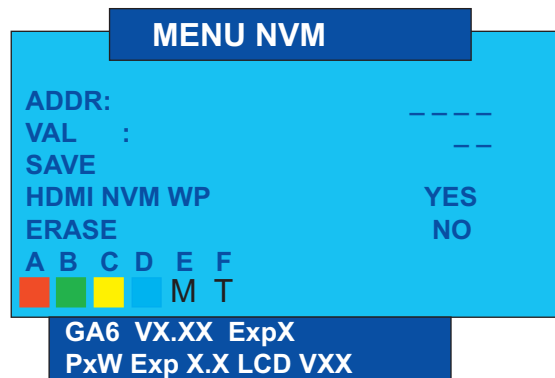 MENU NVM
ADDR: _ _ _ _
VAL : _ _
SAVE
HDMI NVM WP YES
ERASE NO
A B C D E F
M T
GA6 VX.XX ExpX
PxW Exp X.X LCD VXX